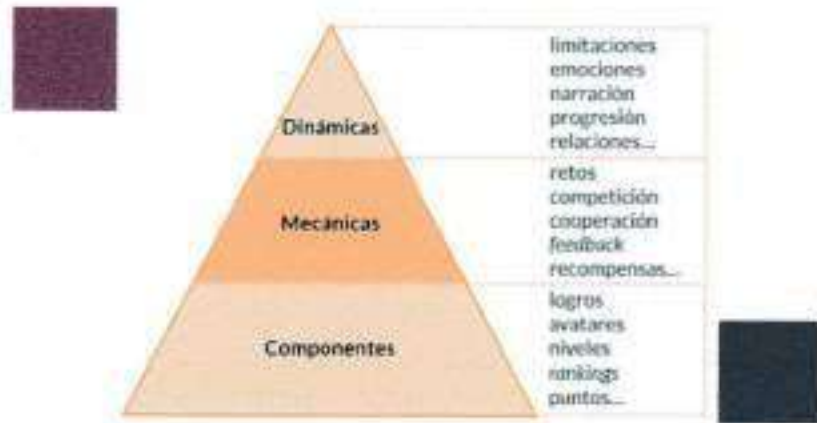 Dinámicas
limitaciones
emociones
narración
progresión
relaciones...
Mecánicas
retos
competición
cooperación
feedback
recompensas...
Componentes
logros
avatares
niveles
rankings
puntos...